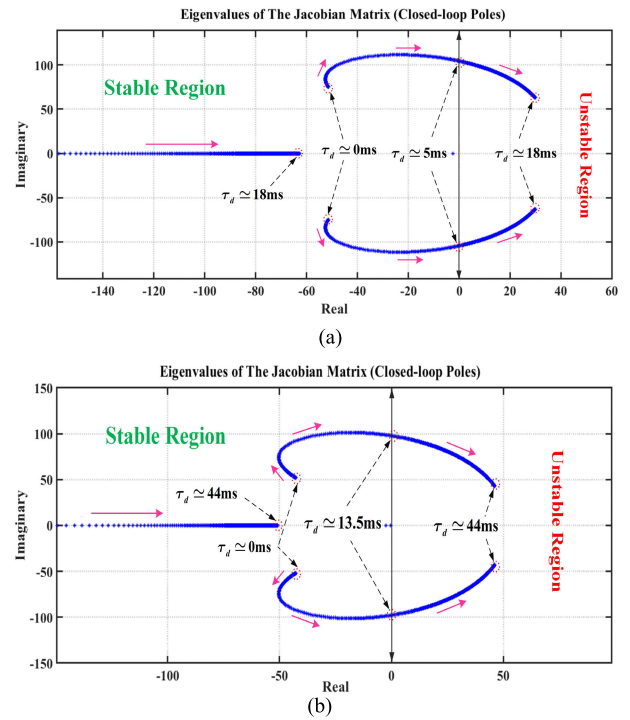 Eigenvalues of The Jacobian Matrix (Closed-loop Poles)
Stable Region
Unstable Region
Imaginary
100
50
0
-50
-100
τd≃0ms
τd≃5ms
τd≃18ms
τd≃18ms
-140 -120 -100 -80 -60 -40 -20 0 20 40 60
Real
(a)
Eigenvalues of The Jacobian Matrix (Closed-loop Poles)
Stable Region
Unstable Region
Imaginary
150
100
50
0
-50
-100
-150
τd≃44ms
τd≃13.5ms
τd≃44ms
τd≃0ms
-100 -50 0 50
Real
(b)